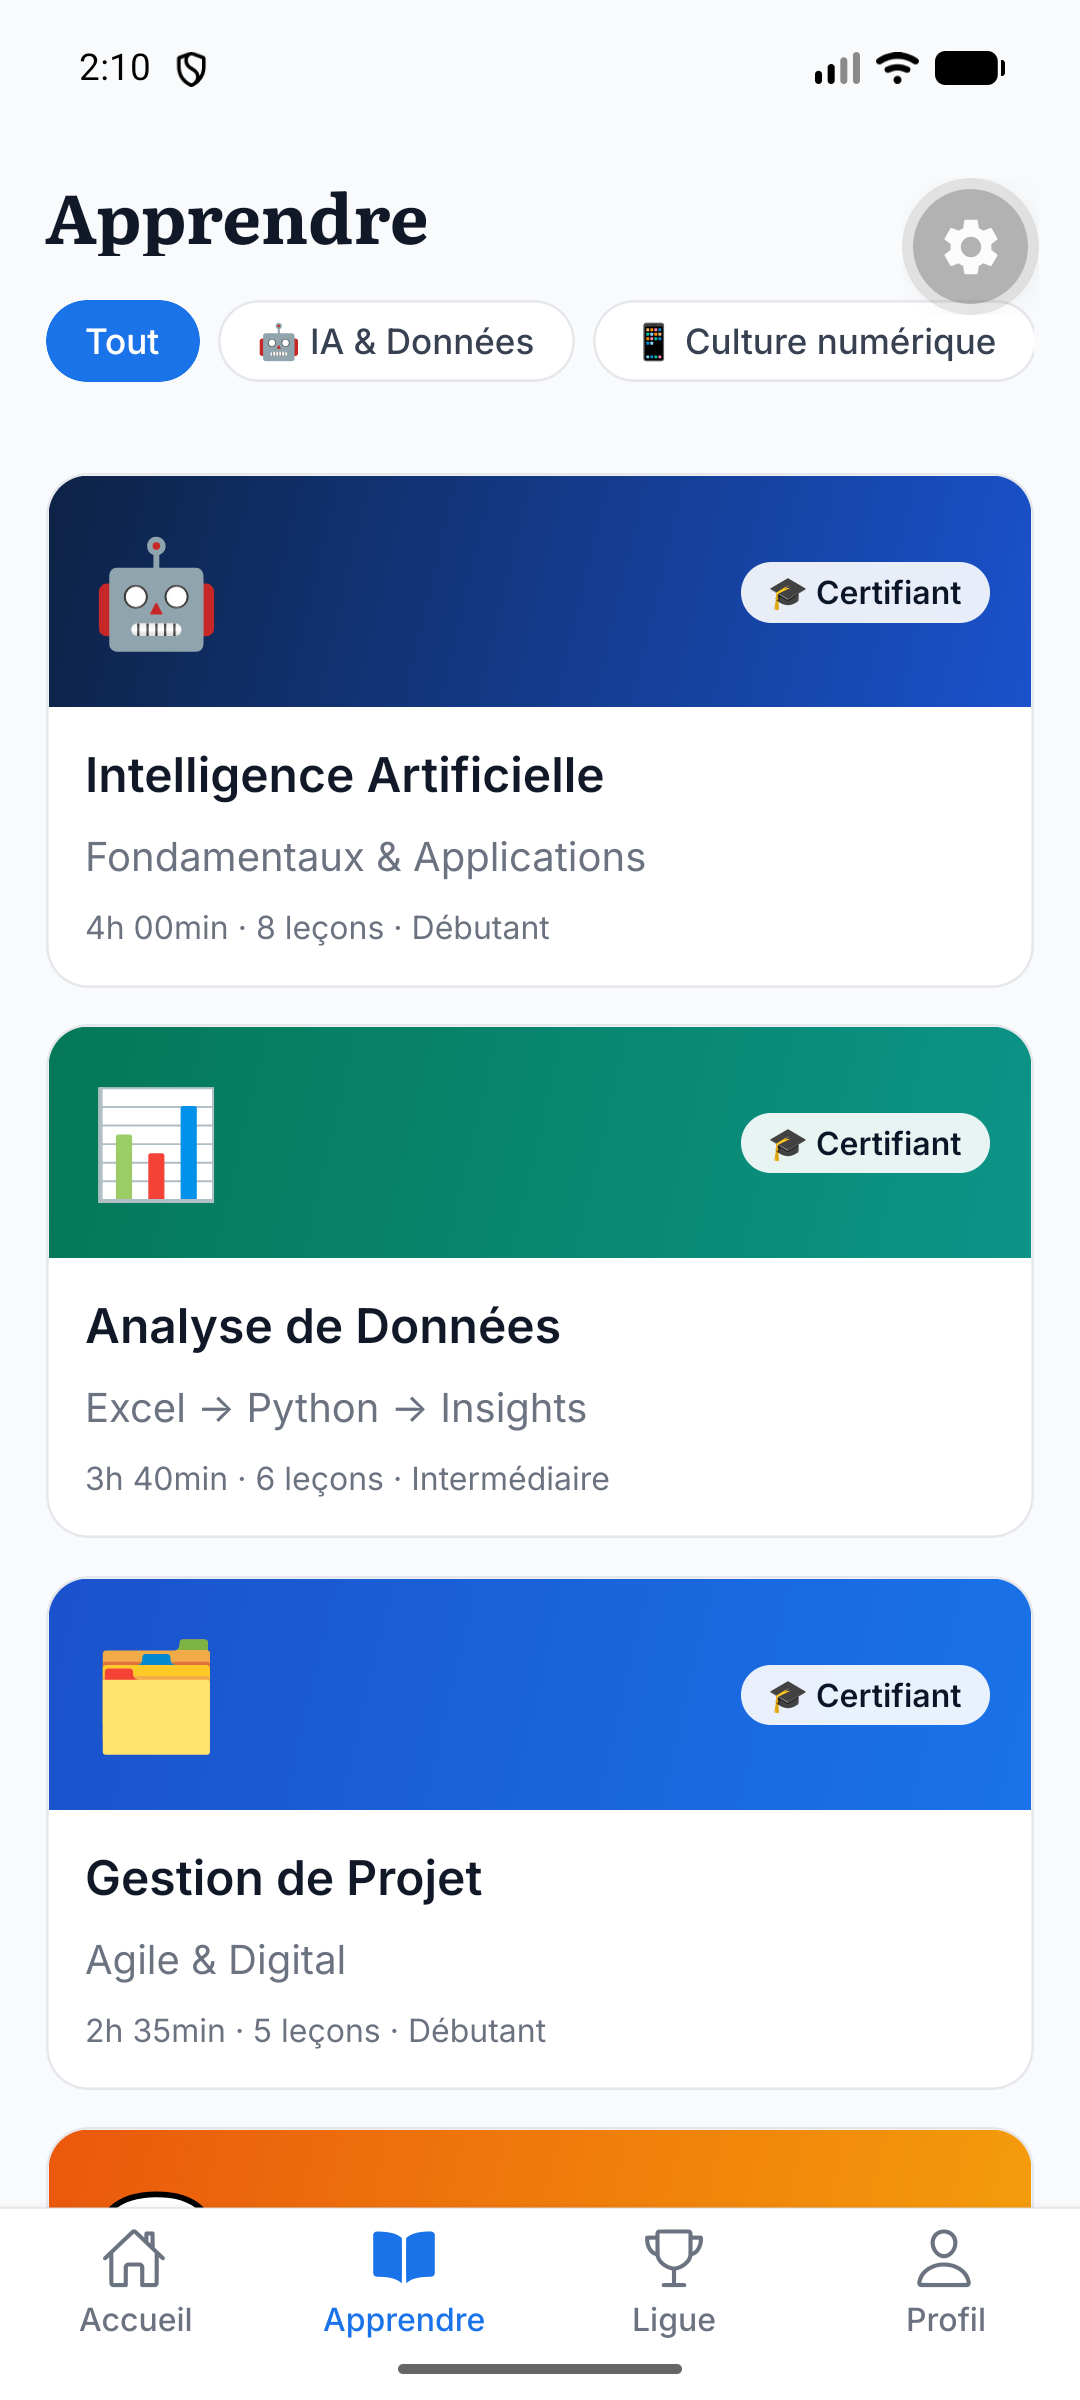 2:10
Apprendre
Tout
🤖 IA & Données
📱 Culture numérique
🎓 Certifiant
Intelligence Artificielle
Fondamentaux & Applications
4h 00min · 8 leçons · Débutant
🎓 Certifiant
Analyse de Données
Excel → Python → Insights
3h 40min · 6 leçons · Intermédiaire
🎓 Certifiant
Gestion de Projet
Agile & Digital
2h 35min · 5 leçons · Débutant
Accueil
Apprendre
Ligue
Profil